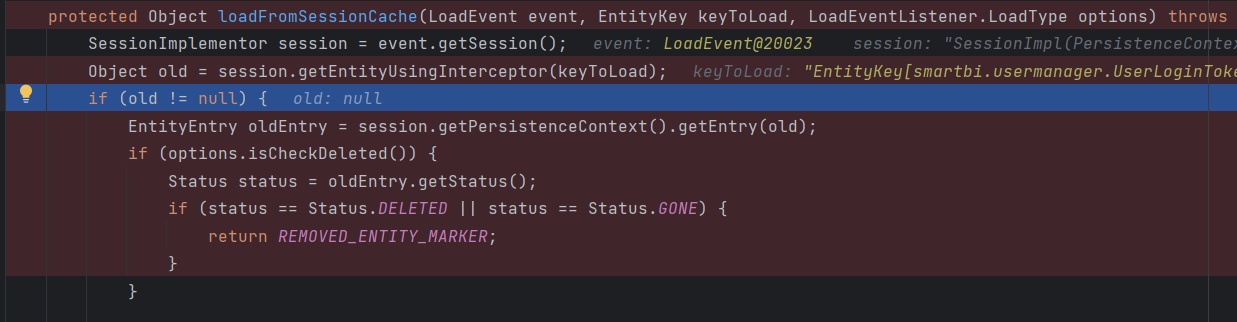 protected Object loadFromSessionCache(LoadEvent event, EntityKey keyToLoad, LoadEventListener.LoadType options) throws
SessionImplementor session = event.getSession();   event: LoadEvent@20023    session: "SessionImpl(PersistenceConte
Object old = session.getEntityUsingInterceptor(keyToLoad);   keyToLoad: "EntityKey[smartbi.usermanager.UserLoginToke
if (old != null) {   old: null
EntityEntry oldEntry = session.getPersistenceContext().getEntry(old);
if (options.isCheckDeleted()) {
Status status = oldEntry.getStatus();
if (status == Status.DELETED || status == Status.GONE) {
return REMOVED_ENTITY_MARKER;
}
}